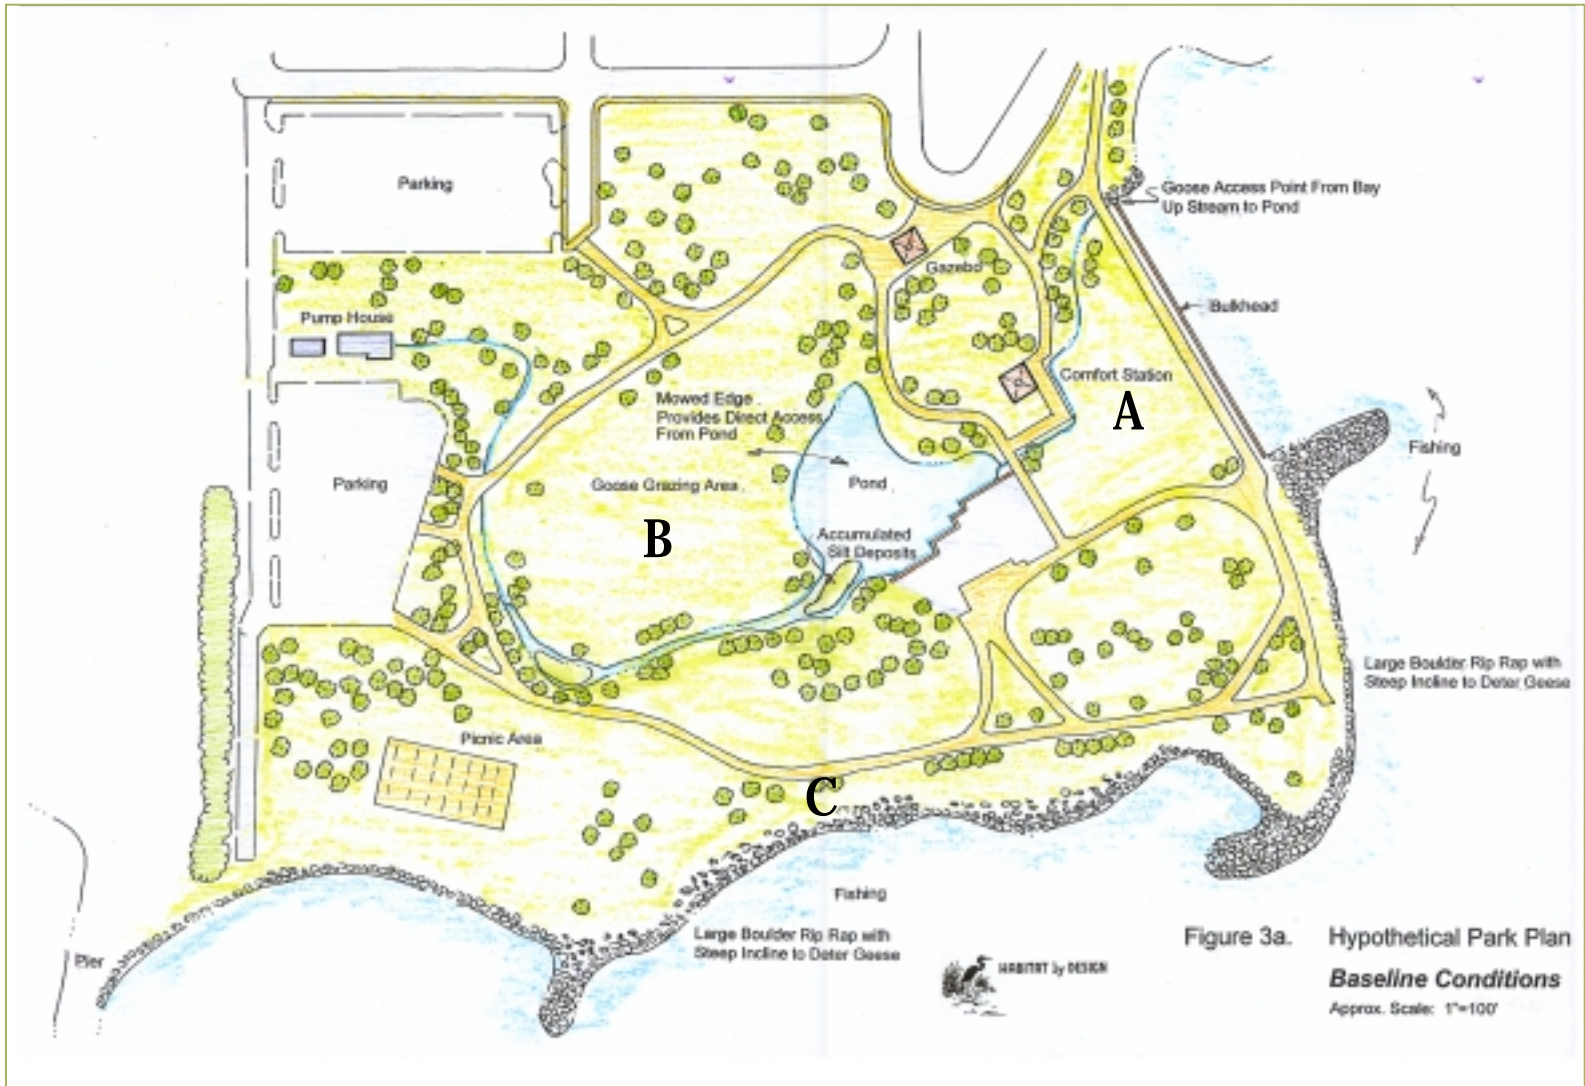 Parking
Goose Access Point From Bay
Up Stream to Pond
Gazebo
Bulkhead
Pump House
Comfort Station
A
Mowed Edge
Provides Direct Access
From Pond
Fishing
Parking
Goose Grazing Area
Pond
B
Accumulated
Silt Deposits
Large Boulder Rip Rap with
Steep Incline to Deter Geese
Picnic Area
C
Fishing
Large Boulder Rip Rap with
Steep Incline to Deter Geese
Pier
HABITAT by DESIGN
Figure 3a. Hypothetical Park Plan
Baseline Conditions
Approx. Scale: 1"=100'